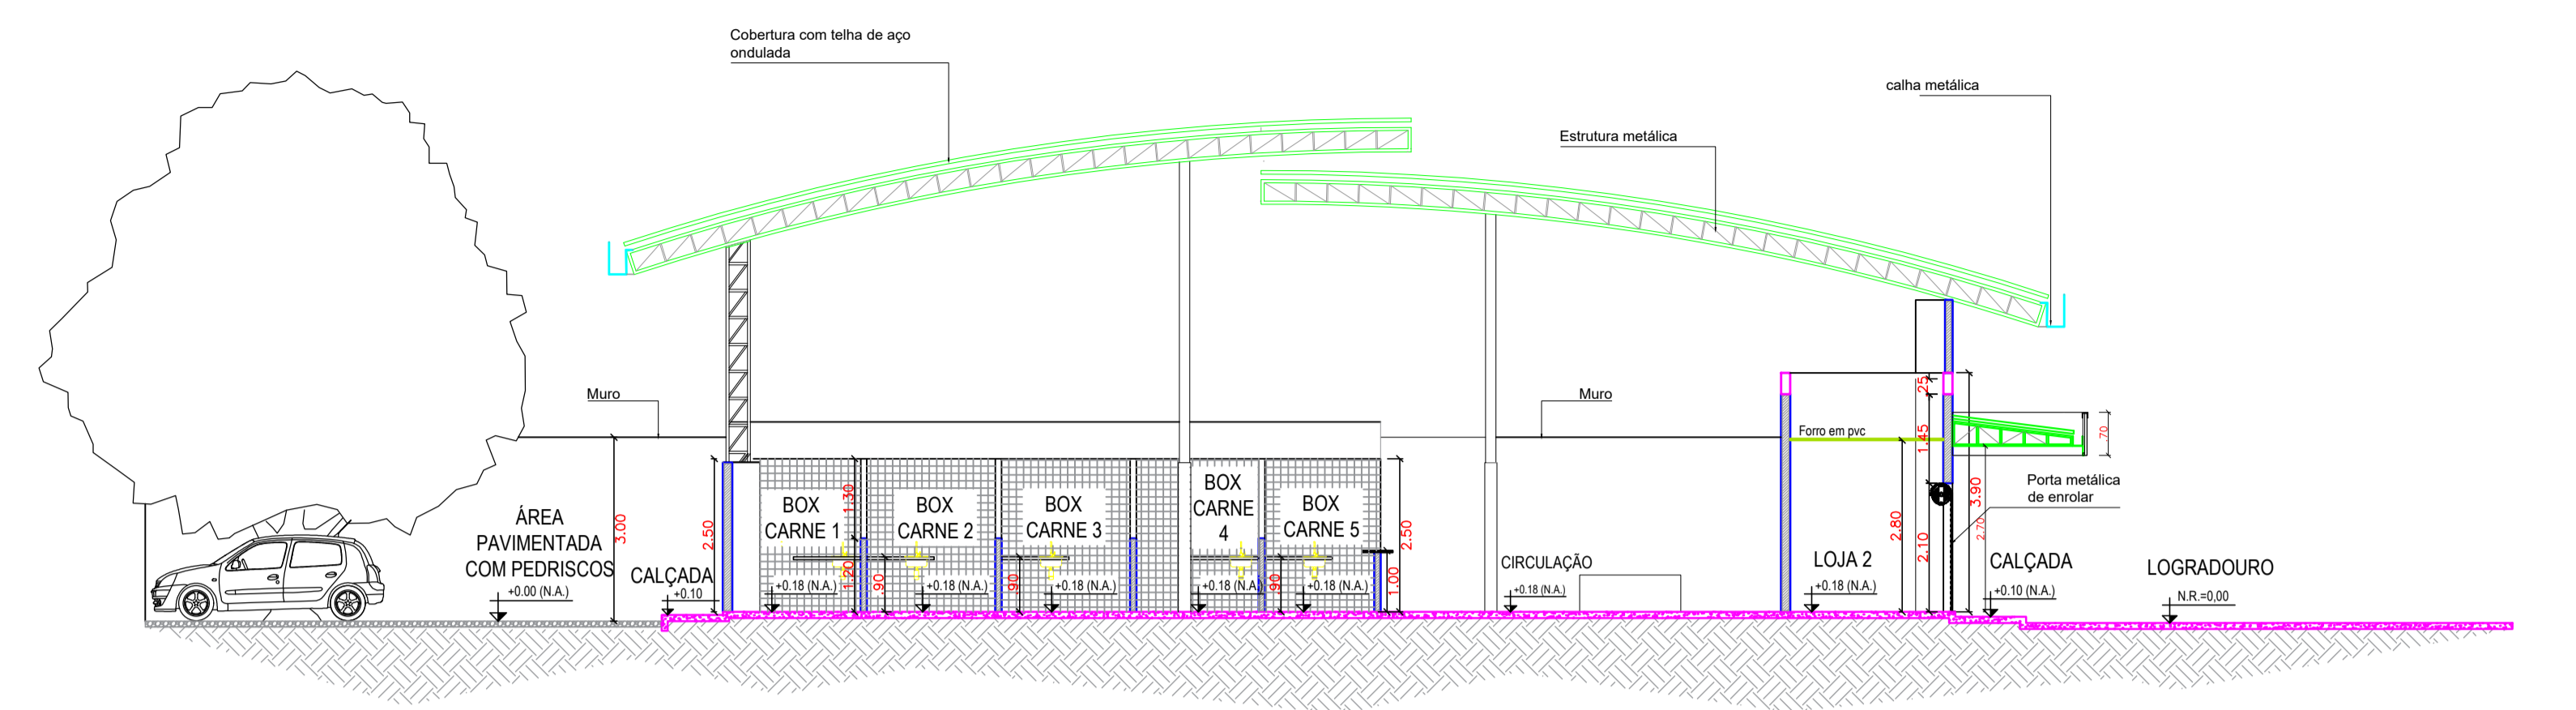 Cobertura com telha de aço
ondulada
calha metálica
Estrutura metálica
Muro
Muro
Forro em pvc
.25
1.45
3.90
.70
2.70
2.80
2.10
Porta metálica
de enrolar
ÁREA
PAVIMENTADA
COM PEDRISCOS
+0.00 (N.A.)
3.00
CALÇADA
+0.10
2.50
BOX
CARNE 1
+0.18 (N.A.)
1.30
1.20
.90
BOX
CARNE 2
+0.18 (N.A.)
.90
BOX
CARNE 3
+0.18 (N.A.)
BOX
CARNE
4
+0.18 (N.A.)
.90
BOX
CARNE 5
+0.18 (N.A.)
1.00
2.50
CIRCULAÇÃO
+0.18 (N.A.)
LOJA 2
+0.18 (N.A.)
CALÇADA
+0.10 (N.A.)
LOGRADOURO
N.R.=0,00